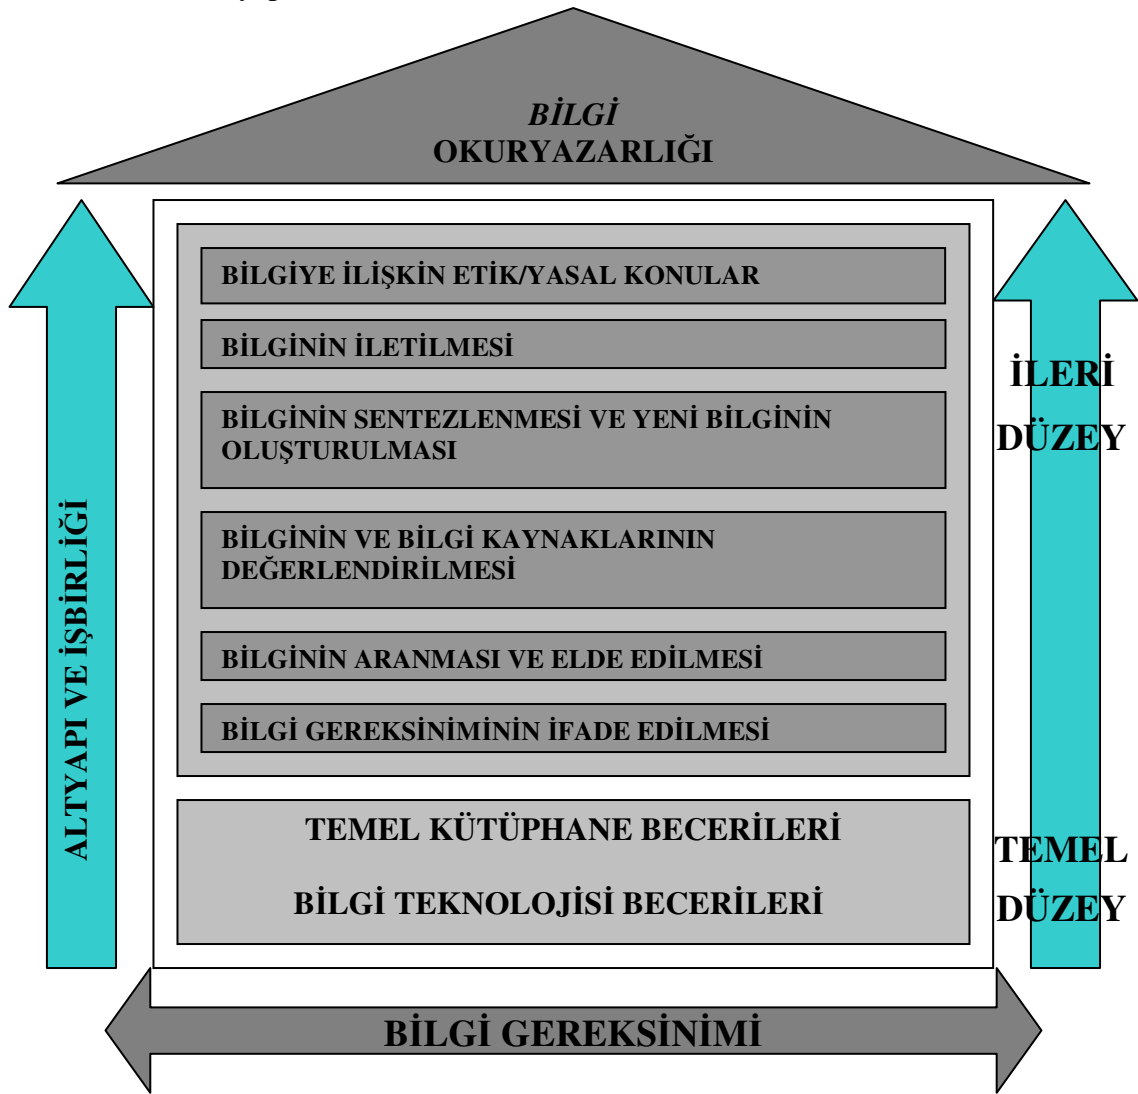 BİLGİ
OKURYAZARLIĞI
BİLGİYE İLİŞKİN ETİK/YASAL KONULAR
BİLGİNİN İLETİLMESİ
BİLGİNİN SENTEZLENMESİ VE YENİ BİLGİNİN
OLUŞTURULMASI
BİLGİNİN VE BİLGİ KAYNAKLARININ
DEĞERLENDİRİLMESİ
BİLGİNİN ARANMASI VE ELDE EDİLMESİ
BİLGİ GEREKSİNİMİNİN İFADE EDİLMESİ
TEMEL KÜTÜPHANE BECERİLERİ
BİLGİ TEKNOLOJİSİ BECERİLERİ
ALTYAPI VE İŞBİRLİĞİ
İLERİ
DÜZEY
TEMEL
DÜZEY
BİLGİ GEREKSİNİMİ